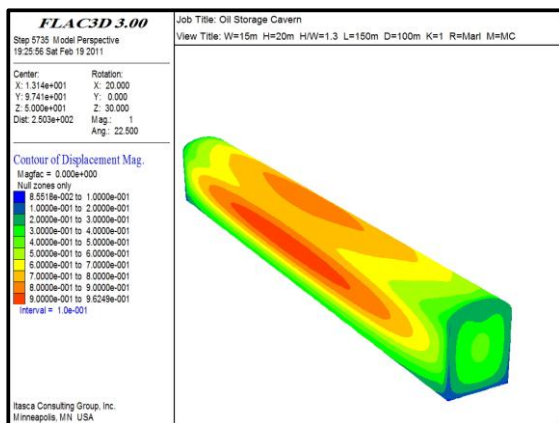 FLAC3D 3.00
Step 5735 Model Perspective
19:25:56 Sat Feb 19 2011
Center:
X: 1.314e+001
Y: 9.741e+001
Z: 5.000e+001
Dist: 2.503e+002
Rotation:
X: 20.000
Y: 0.000
Z: 30.000
Mag.: 1
Ang.: 22.500
Contour of Displacement Mag.
Magfac = 0.000e+000
Null zones only
8.5518e-002 to 1.0000e-001
1.0000e-001 to 2.0000e-001
2.0000e-001 to 3.0000e-001
3.0000e-001 to 4.0000e-001
4.0000e-001 to 5.0000e-001
5.0000e-001 to 6.0000e-001
6.0000e-001 to 7.0000e-001
7.0000e-001 to 8.0000e-001
8.0000e-001 to 9.0000e-001
9.0000e-001 to 9.6249e-001
Interval = 1.0e-001
Itasca Consulting Group, Inc.
Minneapolis, MN USA
Job Title: Oil Storage Cavern
View Title: W=15m H=20m H/W=1.3 L=150m D=100m K=1 R=Marl M=MC